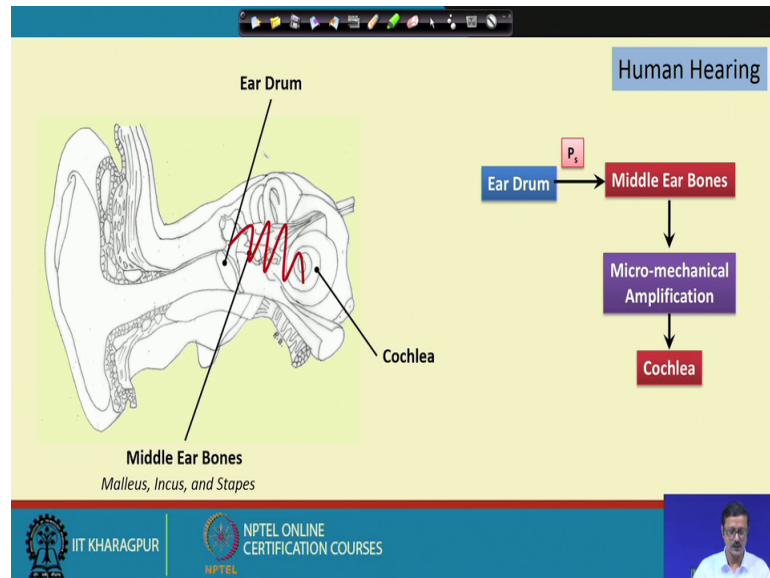 Human Hearing
Ear Drum
Cochlea
Middle Ear Bones
Malleus, Incus, and Stapes
Ear Drum
Ps
Middle Ear Bones
Micro-mechanical
Amplification
Cochlea
IIT KHARAGPUR
NPTEL
NPTEL ONLINE
CERTIFICATION COURSES